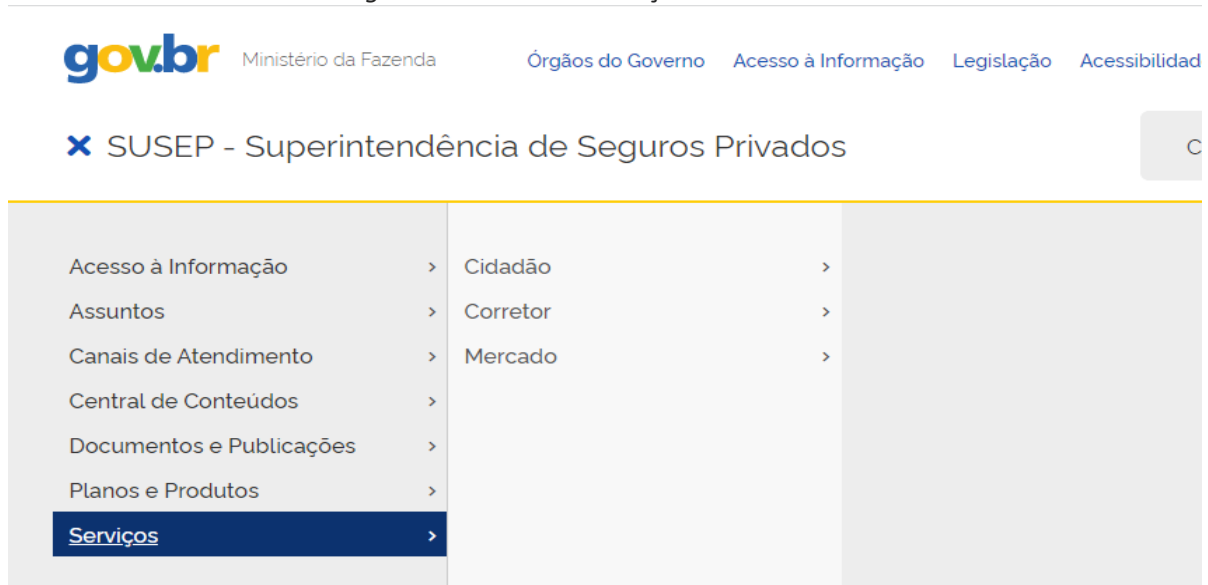 gov.br Ministério da Fazenda Órgãos do Governo Acesso à Informação Legislação Acessibilidad
SUSEP - Superintendência de Seguros Privados C
Acesso à Informação > Cidadão >
Assuntos > Corretor >
Canais de Atendimento > Mercado >
Central de Conteúdos >
Documentos e Publicações >
Planos e Produtos >
Serviços >